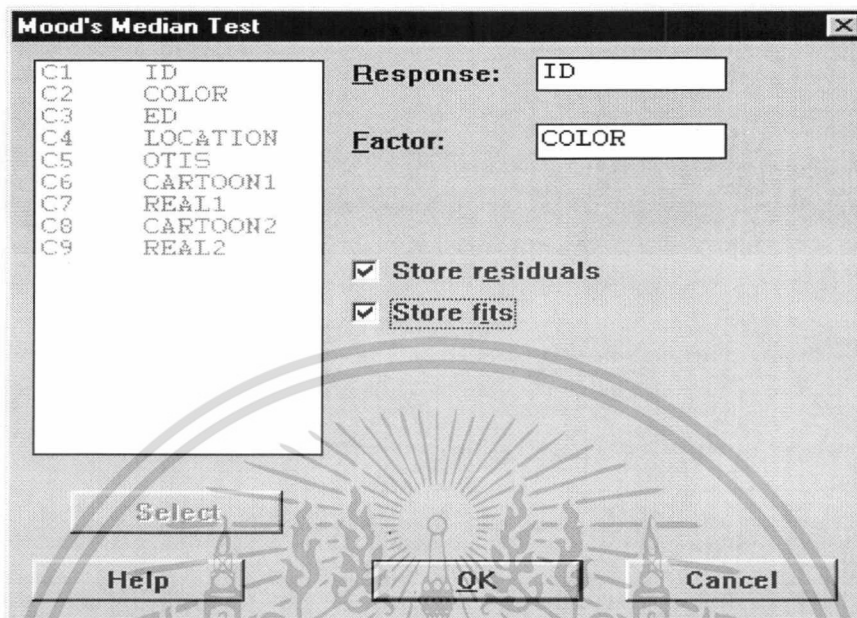 Mood's Median Test
C1 ID
C2 COLOR
C3 ED
C4 LOCATION
C5 OTIS
C6 CARTOON1
C7 REAL1
C8 CARTOON2
C9 REAL2
Response: ID
Factor: COLOR
Store residuals
Store fits
Select
Help
OK
Cancel